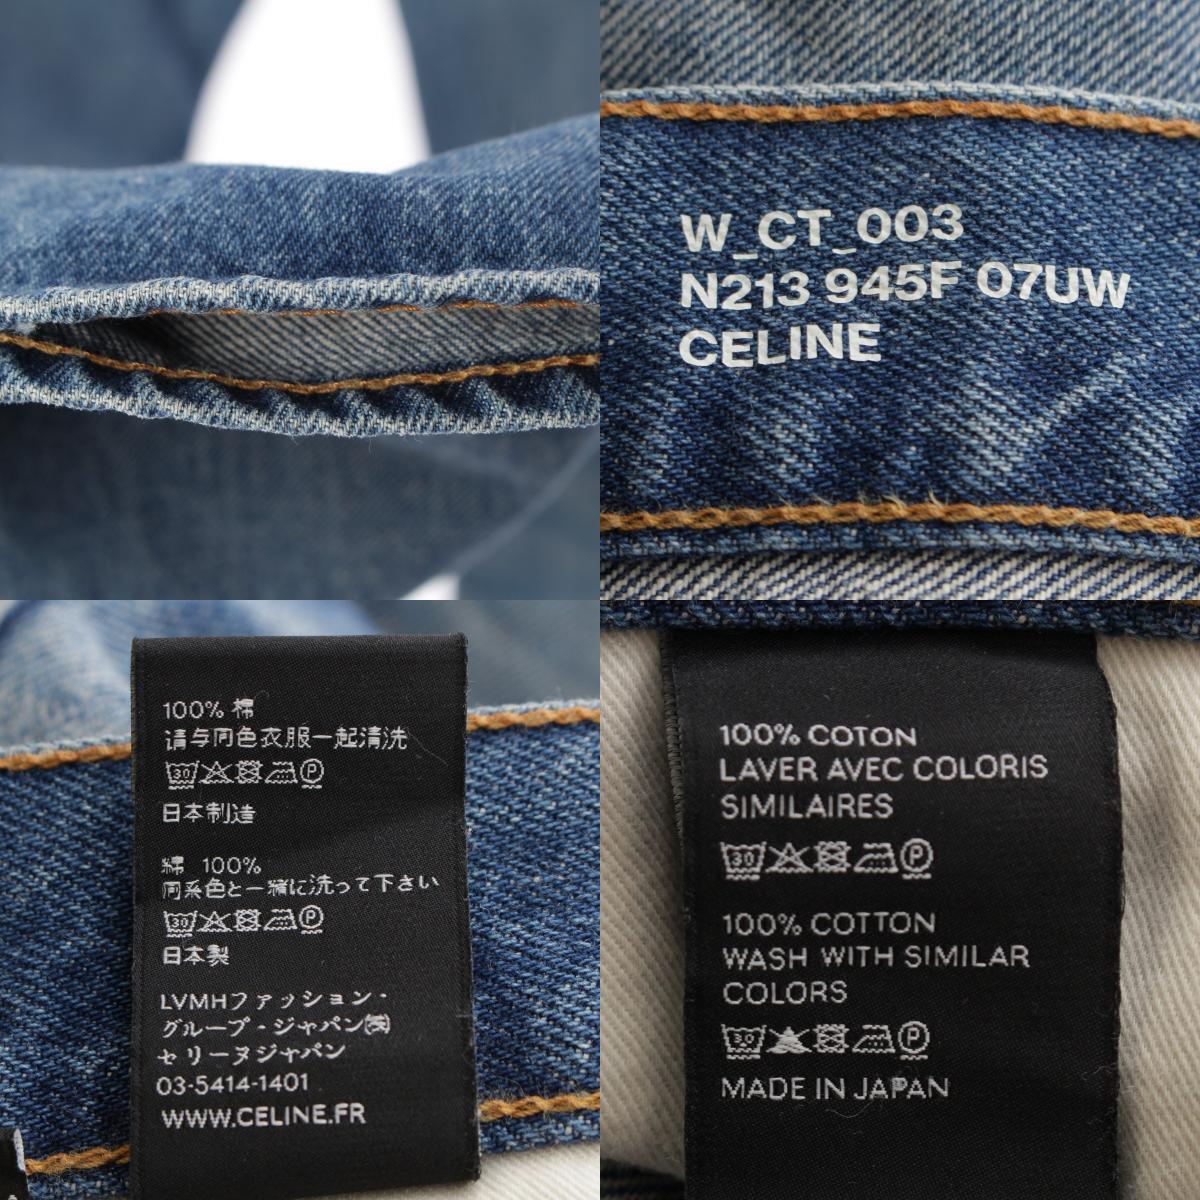 W_CT_003
N213 945F 07UW
CELINE
100% 棉
请与同色衣服一起清洗
30 P
日本制造
綿 100%
同系色と一緒に洗って下さい
30 P
日本製
LVMHファッション・
グループ・ジャパン㈱
セリーヌジャパン
03-5414-1401
WWW.CELINE.FR
100% COTON
LAVER AVEC COLORIS
SIMILAIRES
30 P
100% COTTON
WASH WITH SIMILAR
COLORS
30 P
MADE IN JAPAN